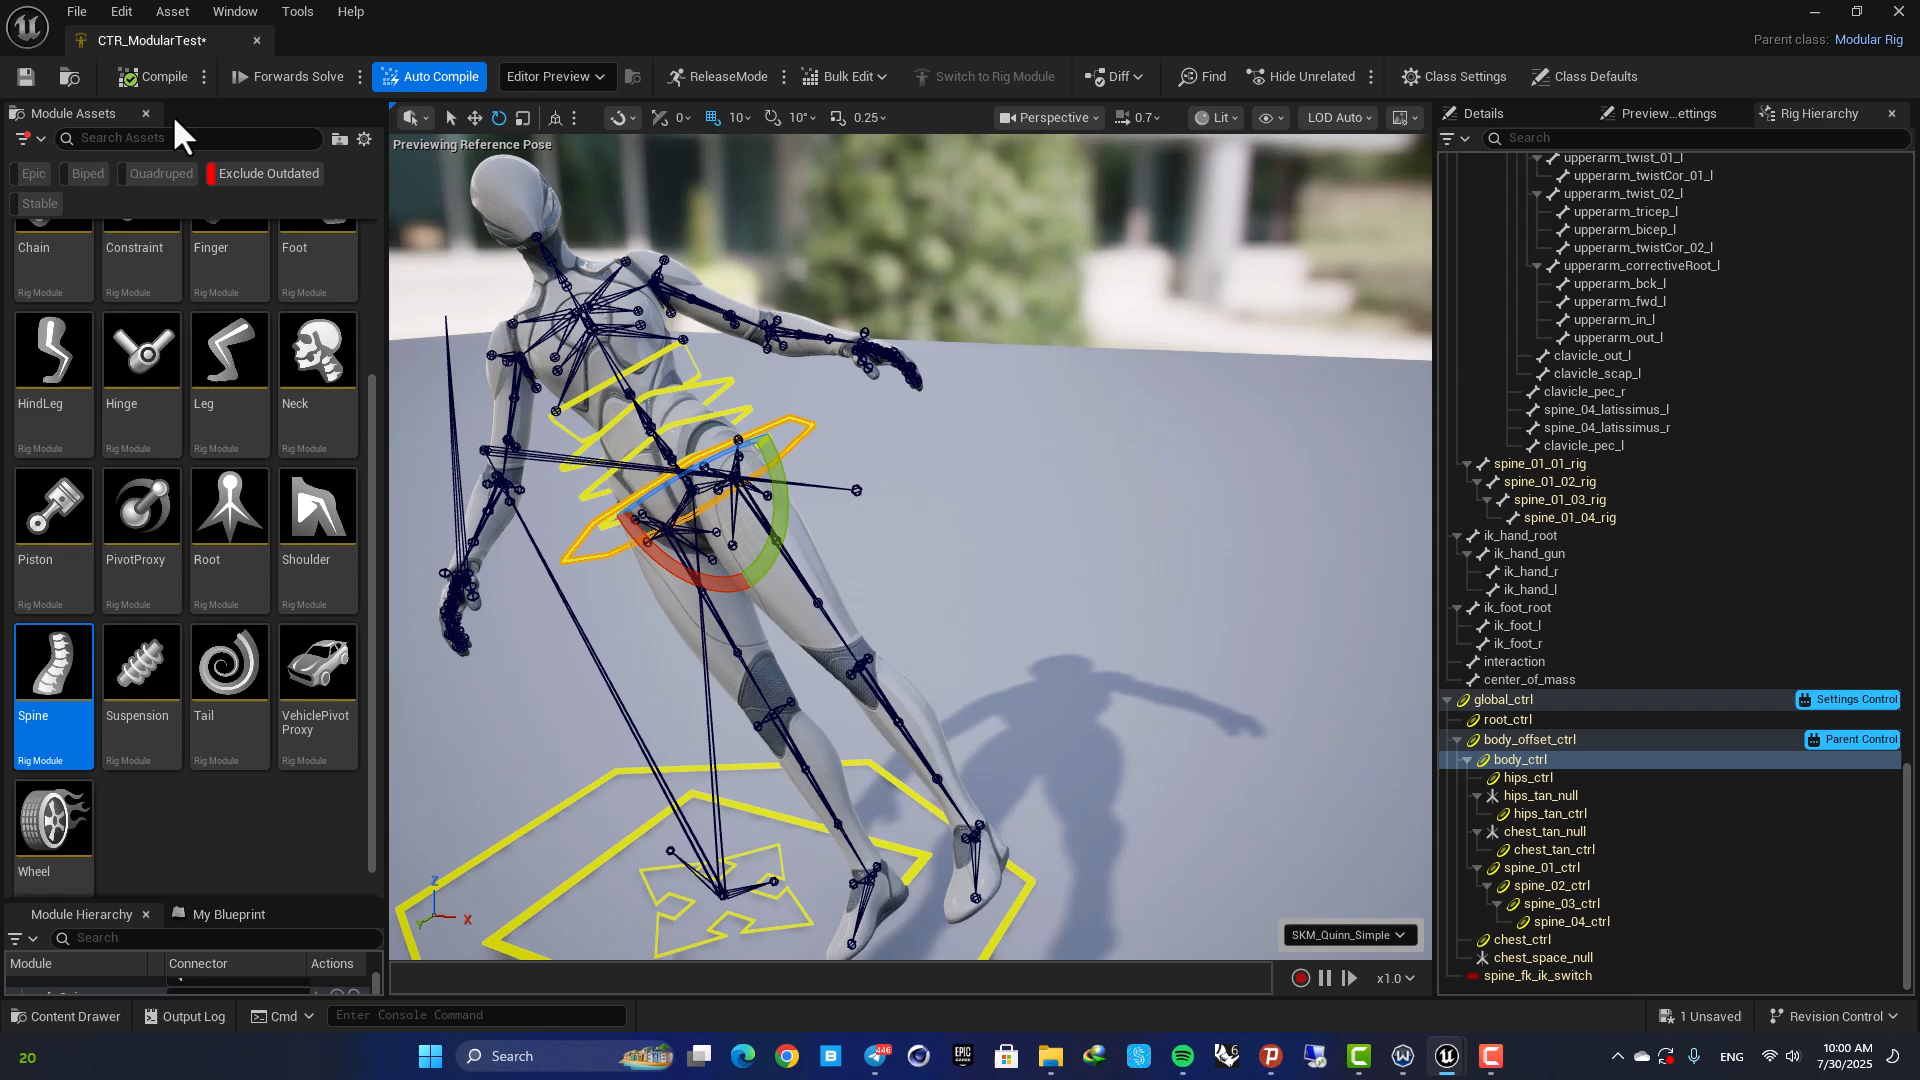 File Edit Asset Window Tools Help
CTR_ModularTest*
Parent class: Modular Rig
Compile Forwards Solve Auto Compile Editor Preview ReleaseMode Bulk Edit Switch to Rig Module Diff Find Hide Unrelated Class Settings Class Defaults
Module Assets
Search Assets
Epic Biped Quadruped Exclude Outdated
Stable
Chain Constraint Finger Foot
Rig Module Rig Module Rig Module Rig Module
HindLeg Hinge Leg Neck
Rig Module Rig Module Rig Module Rig Module
Piston PivotProxy Root Shoulder
Rig Module Rig Module Rig Module Rig Module
Spine Suspension Tail VehiclePivot
Proxy
Rig Module Rig Module Rig Module Rig Module
Wheel
Module Hierarchy My Blueprint
Search
Module Connector Actions
0 10 10° 0.25 Perspective 0.7 Lit LOD Auto
Previewing Reference Pose
Z
X
Y
SKM_Quinn_Simple
x1.0
Details Preview...ettings Rig Hierarchy
Search
upperarm_twist_01_l
upperarm_twistCor_01_l
upperarm_twist_02_l
upperarm_tricep_l
upperarm_bicep_l
upperarm_twistCor_02_l
upperarm_correctiveRoot_l
upperarm_bck_l
upperarm_fwd_l
upperarm_in_l
upperarm_out_l
clavicle_out_l
clavicle_scap_l
clavicle_pec_r
spine_04_latissimus_l
spine_04_latissimus_r
clavicle_pec_l
spine_01_01_rig
spine_01_02_rig
spine_01_03_rig
spine_01_04_rig
ik_hand_root
ik_hand_gun
ik_hand_r
ik_hand_l
ik_foot_root
ik_foot_l
ik_foot_r
interaction
center_of_mass
global_ctrl Settings Control
root_ctrl
body_offset_ctrl Parent Control
body_ctrl
hips_ctrl
hips_tan_null
hips_tan_ctrl
chest_tan_null
chest_tan_ctrl
spine_01_ctrl
spine_02_ctrl
spine_03_ctrl
spine_04_ctrl
chest_ctrl
chest_space_null
spine_fk_ik_switch
Content Drawer Output Log Cmd Enter Console Command 1 Unsaved Revision Control
20
Search
446
ENG
10:00 AM
7/30/2025